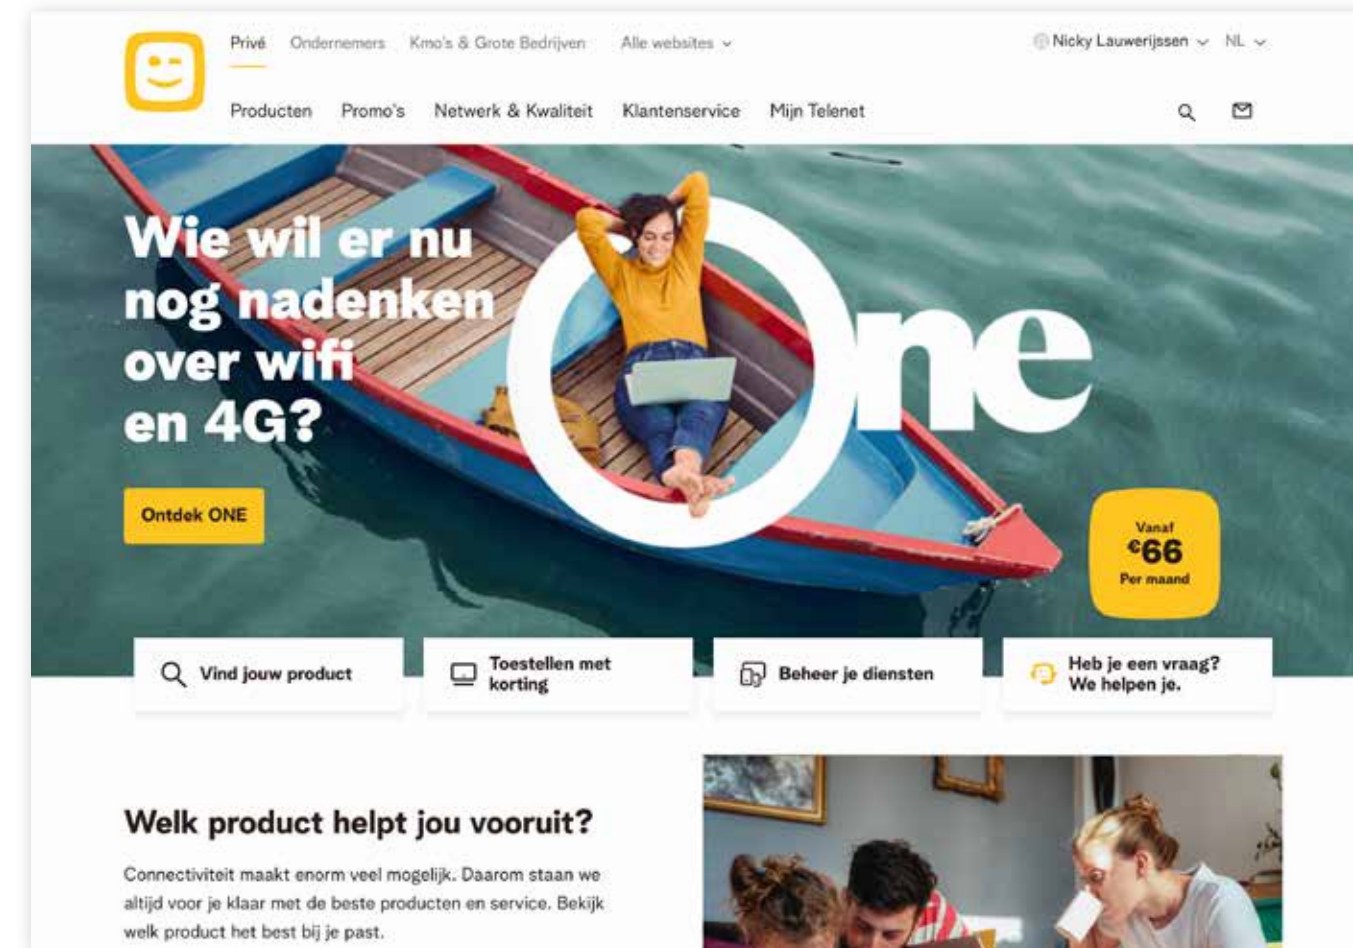 Privé Ondernemers Kmo's & Grote Bedrijven Alle websites
Nicky Lauwerijssen NL
Producten Promo's Netwerk & Kwaliteit Klantenservice Mijn Telenet
Wie wil er nu
nog nadenken
over wifi
en 4G?
One
Ontdek ONE
Vanaf
€66
Per maand
Vind jouw product
Toestellen met
korting
Beheer je diensten
Heb je een vraag?
We helpen je.
Welk product helpt jou vooruit?
Connectiviteit maakt enorm veel mogelijk. Daarom staan we
altijd voor je klaar met de beste producten en service. Bekijk
welk product het best bij je past.